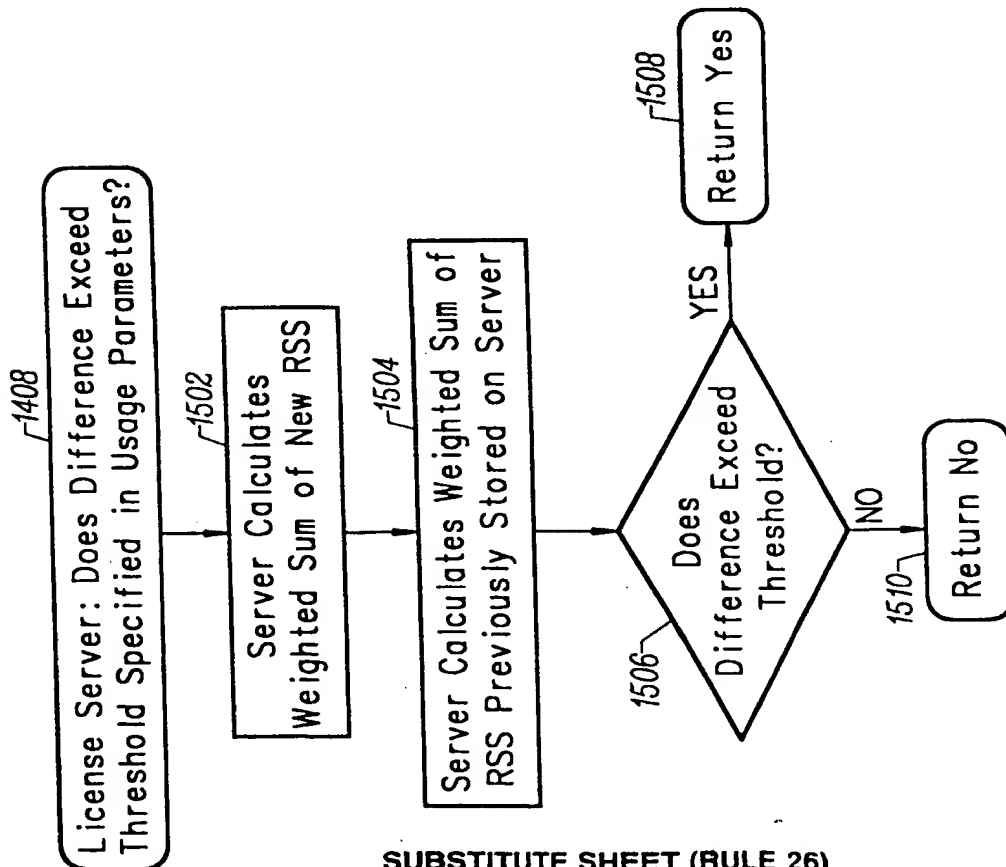 1408
License Server: Does Difference Exceed
Threshold Specified in Usage Parameters?
1502
Server Calculates
Weighted Sum of New RSS
1504
Server Calculates Weighted Sum of
RSS Previously Stored on Server
1506
Does
Difference Exceed
Threshold?
YES
1508
Return Yes
NO
1510
Return No
SUBSTITUTE SHEET (RULE 26)